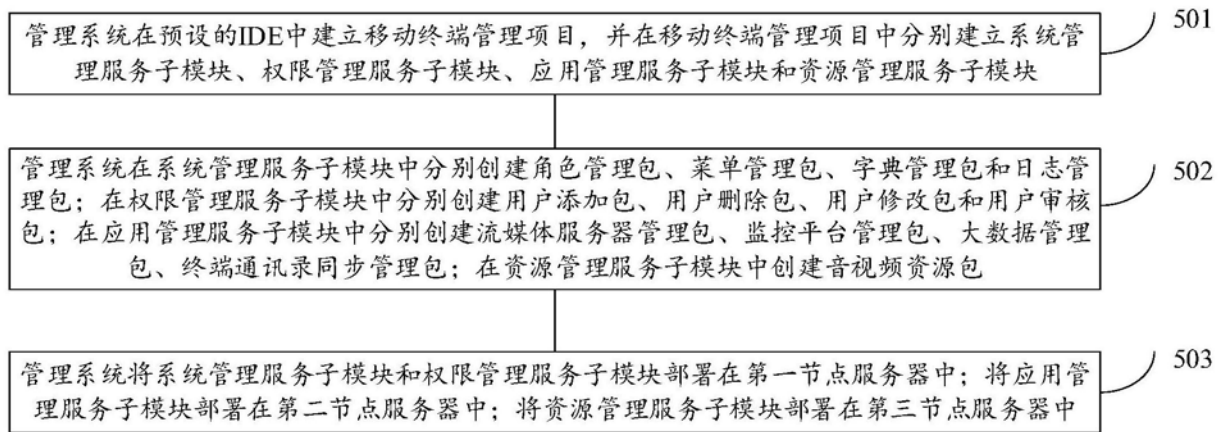 管理系统在预设的IDE中建立移动终端管理项目，并在移动终端管理项目中分别建立系统管
理服务子模块、权限管理服务子模块、应用管理服务子模块和资源管理服务子模块
501
管理系统在系统管理服务子模块中分别创建角色管理包、菜单管理包、字典管理包和日志管
理包；在权限管理服务子模块中分别创建用户添加包、用户删除包、用户修改包和用户审核
包；在应用管理服务子模块中分别创建流媒体服务器管理包、监控平台管理包、大数据管理
包、终端通讯录同步管理包；在资源管理服务子模块中创建音视频资源包
502
管理系统将系统管理服务子模块和权限管理服务子模块部署在第一节点服务器中；将应用管
理服务子模块部署在第二节点服务器中；将资源管理服务子模块部署在第三节点服务器中
503